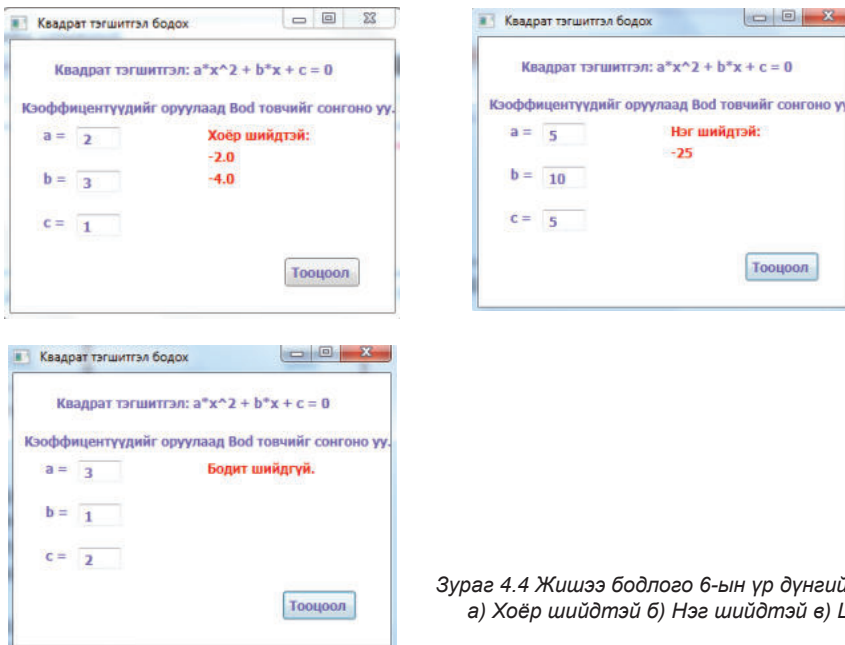 Квадрат тэгшитгэл бодох
Квадрат тэгшитгэл: a*x^2 + b*x + c = 0
Кэоффицентүүдийг оруулаад Bod товчийг сонгоно уу.
a = 2
Хоёр шийдтэй:
-2.0
b = 3
-4.0
c = 1
Тооцоол
Квадрат тэгшитгэл бодох
Квадрат тэгшитгэл: a*x^2 + b*x + c = 0
Кэоффицентүүдийг оруулаад Bod товчийг сонгоно уу
a = 5
Нэг шийдтэй:
-25
b = 10
c = 5
Тооцоол
Квадрат тэгшитгэл бодох
Квадрат тэгшитгэл: a*x^2 + b*x + c = 0
Кэоффицентүүдийг оруулаад Bod товчийг сонгоно уу.
a = 3
Бодит шийдгүй.
b = 1
c = 2
Тооцоол
Зураг 4.4 Жишээ бодлого 6-ын үр дүнгий
а) Хоёр шийдтэй б) Нэг шийдтэй в)